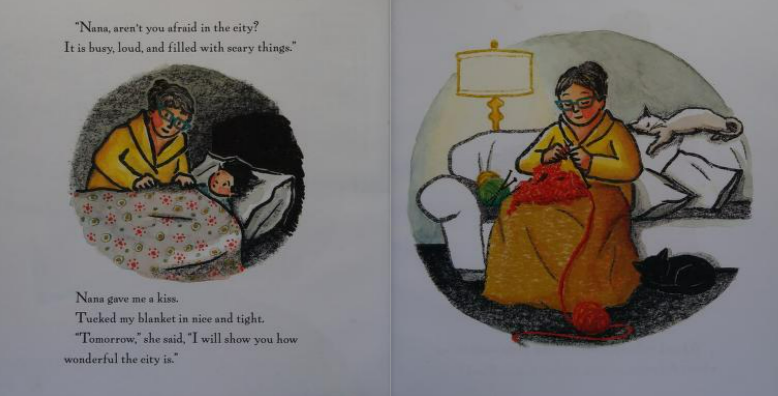 "Nana, aren't you afraid in the city?
It is busy, loud, and filled with scary things."
Nana gave me a kiss.
Tucked my blanket in nice and tight.
"Tomorrow," she said, "I will show you how
wonderful the city is."